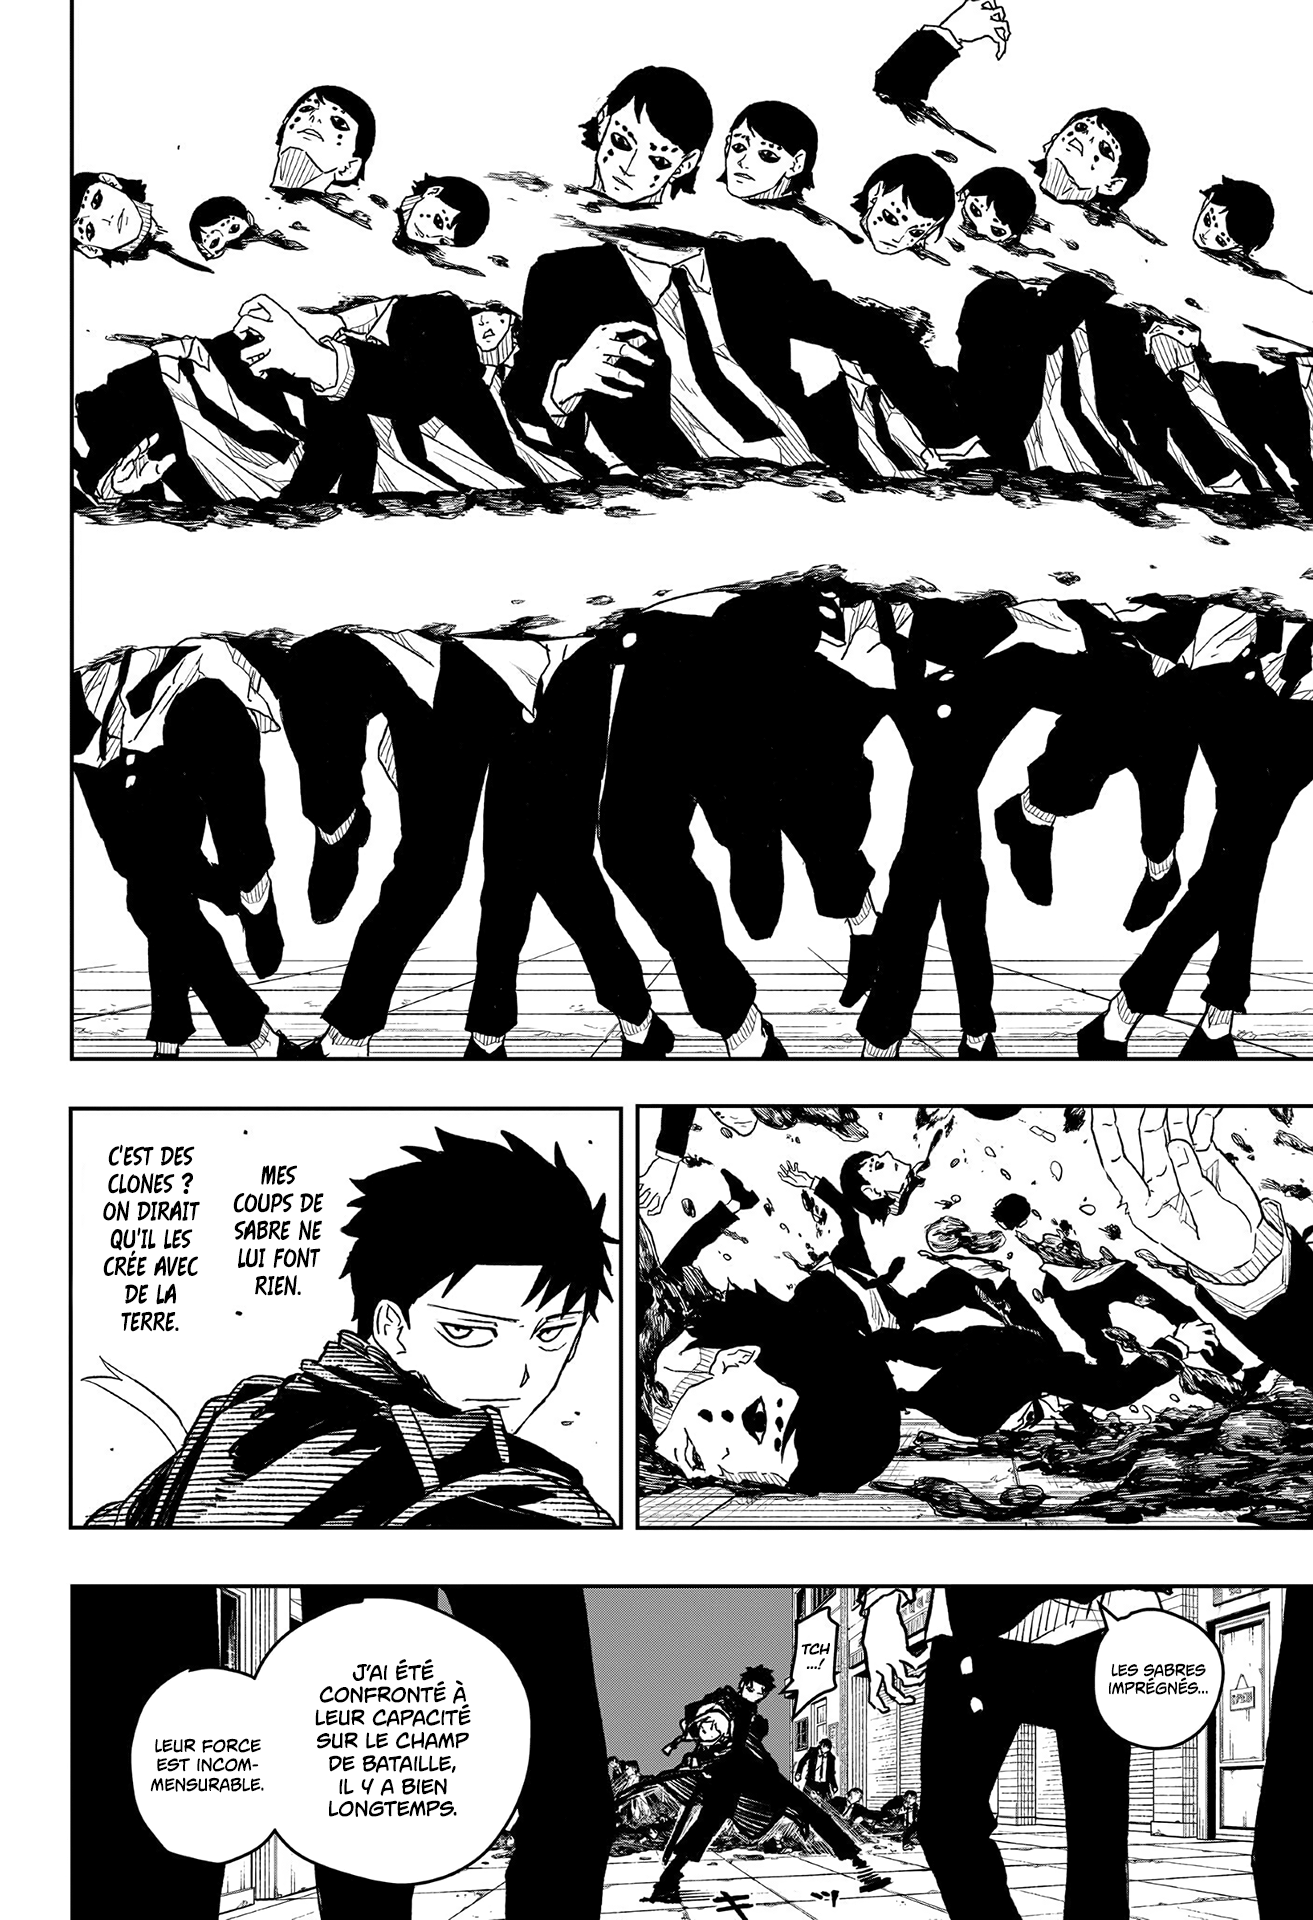 MES
COUPS DE
SABRE NE
LUI FONT
RIEN.
C'EST DES
CLONES ?
ON DIRAIT
QU'IL LES
CRÉE AVEC
DE LA
TERRE.
LES SABRES
IMPRÉGNÉS...
TCH
...!
J'AI ÉTÉ
CONFRONTÉ À
LEUR CAPACITÉ
SUR LE CHAMP
DE BATAILLE,
IL Y A BIEN
LONGTEMPS.
LEUR FORCE
EST INCOM-
MENSURABLE.